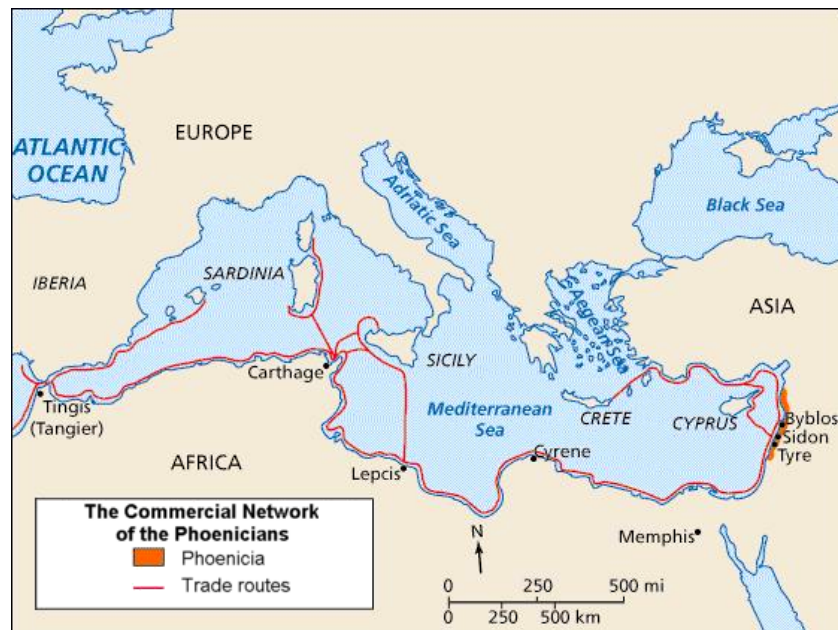 EUROPE
ATLANTIC
OCEAN
Adriatic Sea
Black Sea
IBERIA
SARDINIA
Aegean Sea
ASIA
SICILY
Carthage
Tingis
(Tangier)
Mediterranean
Sea
CRETE
CYPRUS
Byblos
Sidon
Tyre
AFRICA
Lepcis
Cyrene
Memphis
The Commercial Network
of the Phoenicians
Phoenicia
Trade routes
N
0 250 500 mi
0 250 500 km